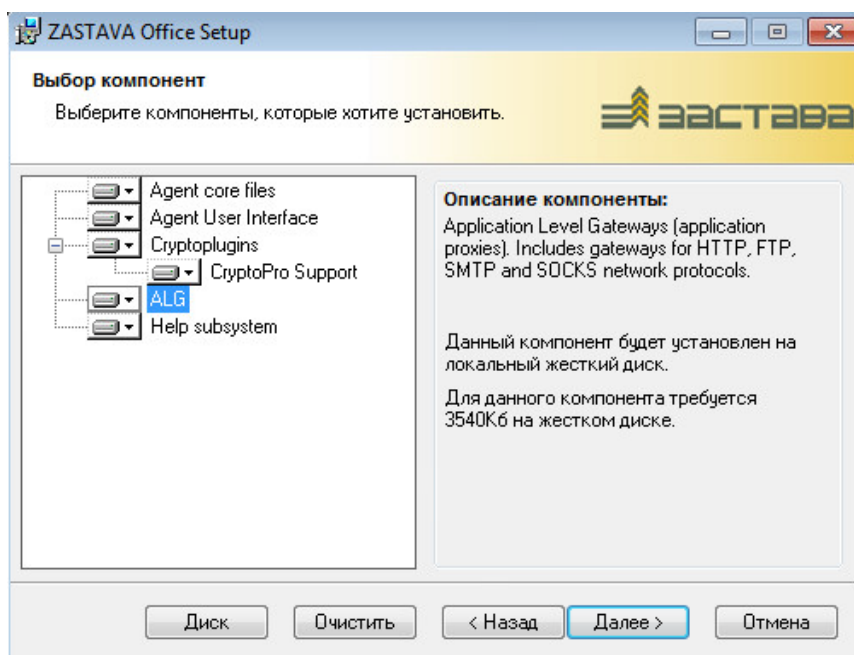 ZASTAVA Office Setup
Выбор компонент
Выберите компоненты, которые хотите установить.
ЗАСТАВА
Agent core files
Agent User Interface
Cryptoplugins
CryptoPro Support
ALG
Help subsystem
Описание компоненты:
Application Level Gateways (application
proxies). Includes gateways for HTTP, FTP,
SMTP and SOCKS network protocols.
Данный компонент будет установлен на
локальный жесткий диск.
Для данного компонента требуется
3540Кб на жестком диске.
Диск
Очистить
< Назад
Далее >
Отмена